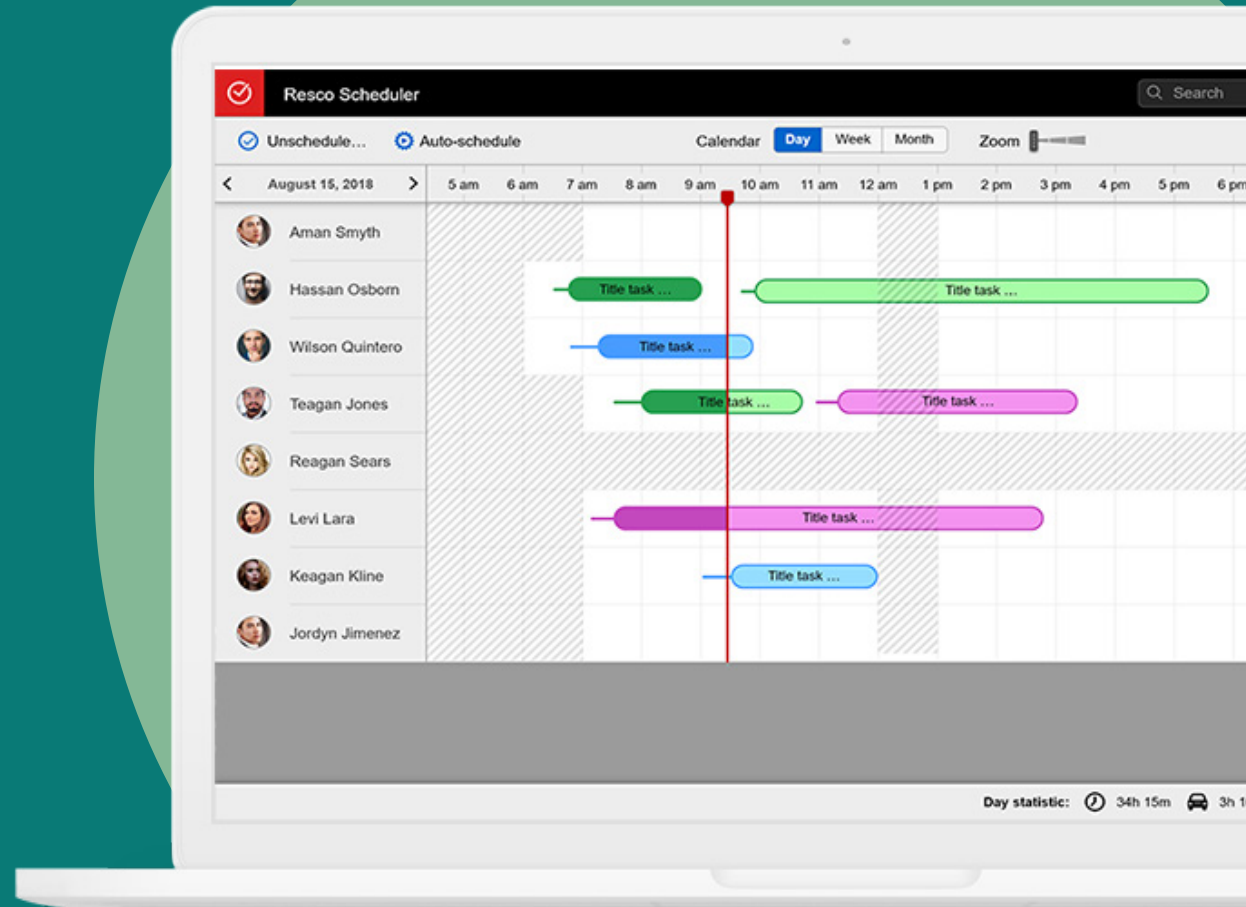 Resco Scheduler
Search
Unschedule... Auto-schedule Calendar Day Week Month Zoom
August 15, 2018 5 am 6 am 7 am 8 am 9 am 10 am 11 am 12 am 1 pm 2 pm 3 pm 4 pm 5 pm 6 pm
Aman Smyth
Hassan Osborn Title task ... Title task ...
Wilson Quintero Title task ...
Teagan Jones Title task ... Title task ...
Reagan Sears
Levi Lara Title task ...
Keagan Kline Title task ...
Jordyn Jimenez
Day statistic: 34h 15m 3h